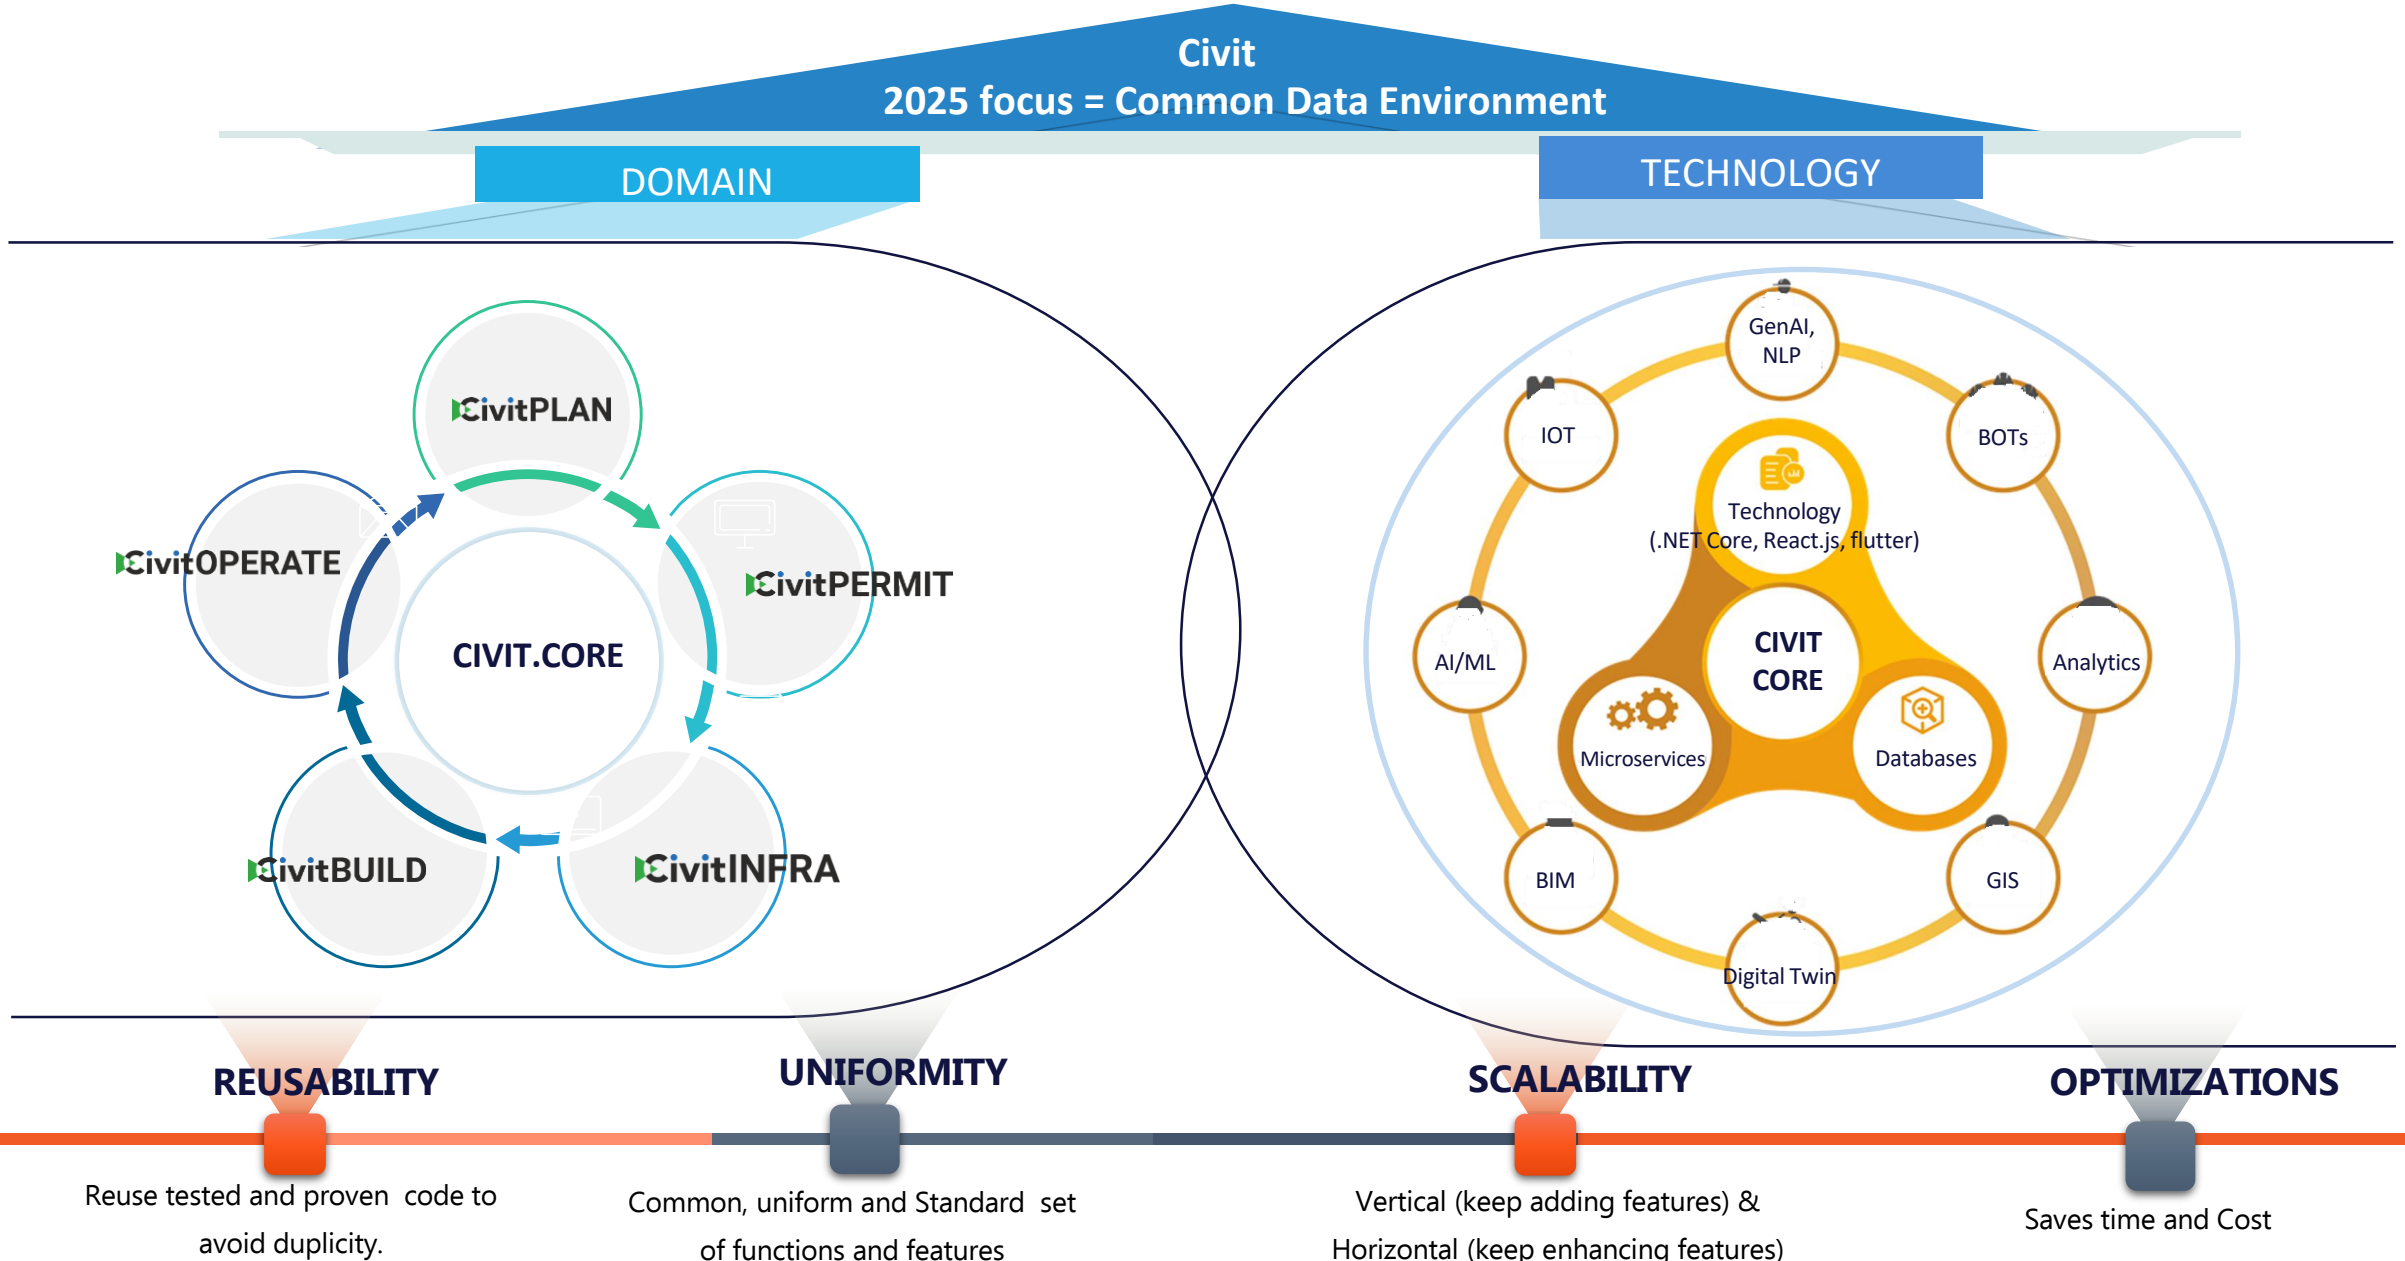 Civit
2025 focus = Common Data Environment
DOMAIN
TECHNOLOGY
CivitPLAN
CivitOPERATE
CivitPERMIT
CIVIT.CORE
CivitBUILD
CivitINFRA
GenAI,
NLP
IOT
BOTs
Technology
(.NET Core, React.js, flutter)
AI/ML
CIVIT
CORE
Analytics
Microservices
Databases
BIM
GIS
Digital Twin
REUSABILITY
UNIFORMITY
SCALABILITY
OPTIMIZATIONS
Reuse tested and proven code to
avoid duplicity.
Common, uniform and Standard set
of functions and features
Vertical (keep adding features) &
Horizontal (keep enhancing features)
Saves time and Cost